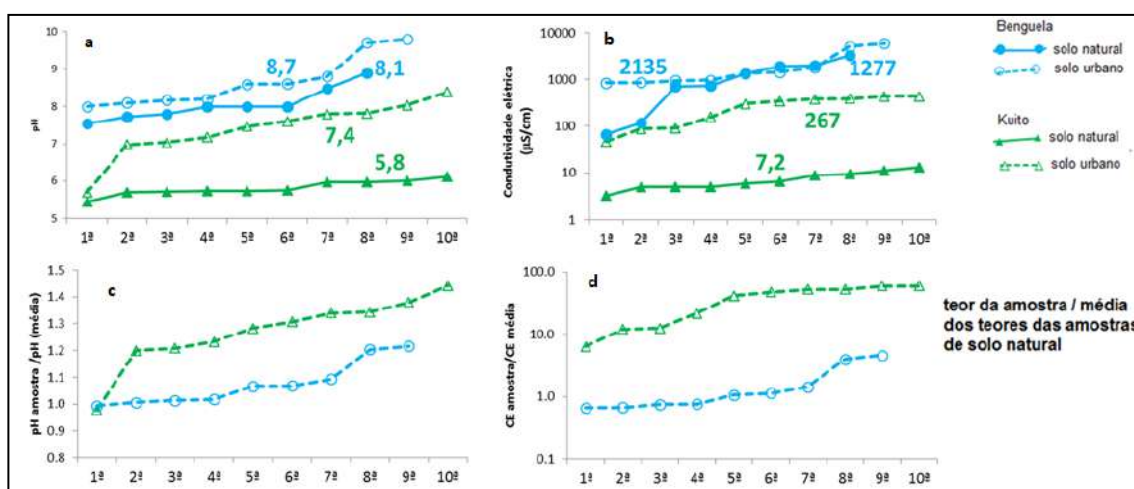 a
pH
10
9
8
7
6
5
8,7
8,1
7,4
5,8
1ª 2ª 3ª 4ª 5ª 6ª 7ª 8ª 9ª 10ª
b
Condutividade elétrica
(µS/cm)
10000
1000
100
10
1
2135
1277
267
7,2
1ª 2ª 3ª 4ª 5ª 6ª 7ª 8ª 9ª 10ª
Benguela
solo natural
solo urbano
Kuito
solo natural
solo urbano
c
pH amostra /pH (média)
1.5
1.4
1.3
1.2
1.1
1.0
0.9
0.8
1ª 2ª 3ª 4ª 5ª 6ª 7ª 8ª 9ª 10ª
d
CE amostra/CE média
100.0
10.0
1.0
0.1
1ª 2ª 3ª 4ª 5ª 6ª 7ª 8ª 9ª 10ª
teor da amostra / média
dos teores das amostras
de solo natural